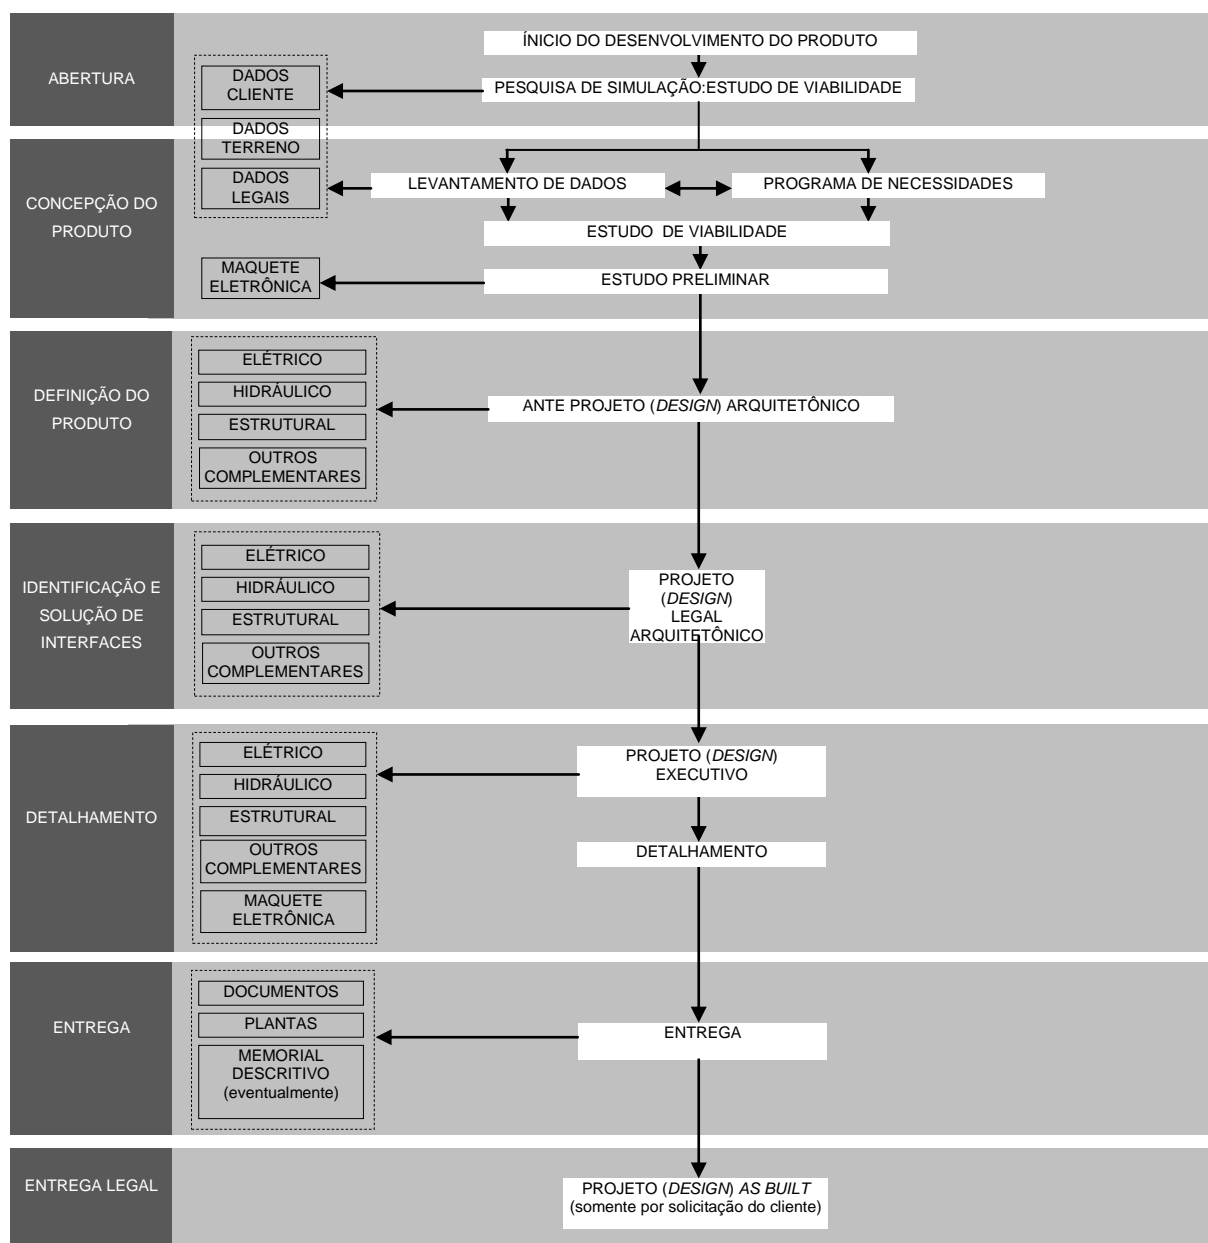 ABERTURA
ÍNICIO DO DESENVOLVIMENTO DO PRODUTO
DADOS
CLIENTE
PESQUISA DE SIMULAÇÃO:ESTUDO DE VIABILIDADE
DADOS
TERRENO
CONCEPÇÃO DO
PRODUTO
DADOS
LEGAIS
LEVANTAMENTO DE DADOS
PROGRAMA DE NECESSIDADES
ESTUDO DE VIABILIDADE
MAQUETE
ELETRÔNICA
ESTUDO PRELIMINAR
DEFINIÇÃO DO
PRODUTO
ELÉTRICO
HIDRÁULICO
ESTRUTURAL
OUTROS
COMPLEMENTARES
ANTE PROJETO (DESIGN) ARQUITETÔNICO
IDENTIFICAÇÃO E
SOLUÇÃO DE
INTERFACES
ELÉTRICO
HIDRÁULICO
ESTRUTURAL
OUTROS
COMPLEMENTARES
PROJETO
(DESIGN)
LEGAL
ARQUITETÔNICO
DETALHAMENTO
ELÉTRICO
HIDRÁULICO
ESTRUTURAL
OUTROS
COMPLEMENTARES
MAQUETE
ELETRÔNICA
PROJETO (DESIGN)
EXECUTIVO
DETALHAMENTO
ENTREGA
DOCUMENTOS
PLANTAS
MEMORIAL
DESCRITIVO
(eventualmente)
ENTREGA
ENTREGA LEGAL
PROJETO (DESIGN) AS BUILT
(somente por solicitação do cliente)